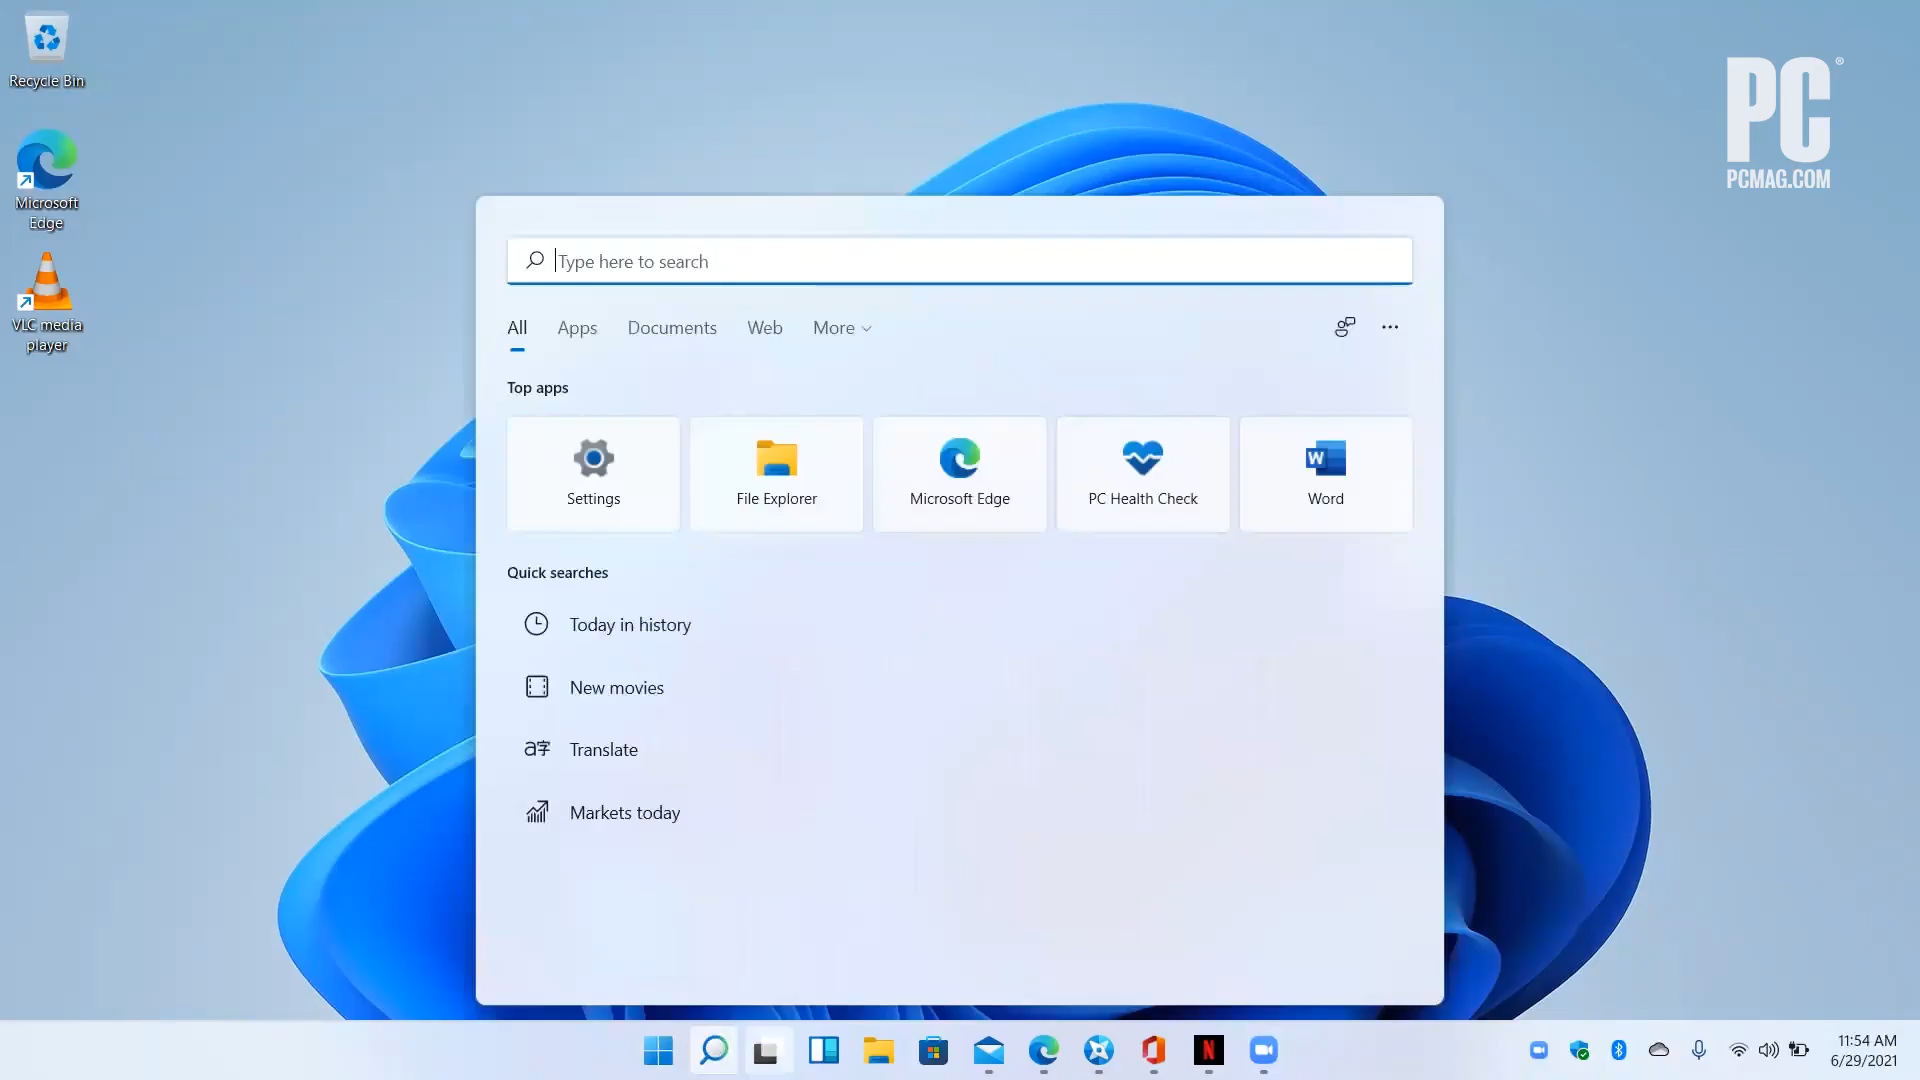 Recycle Bin
PC®
PCMAG.COM
Microsoft
Edge
Type here to search
VLC media
player
All
Apps
Documents
Web
More
Top apps
W
Settings
File Explorer
Microsoft Edge
PC Health Check
Word
Quick searches
Today in history
New movies
a字
Translate
Markets today
N
11:54 AM
6/29/2021